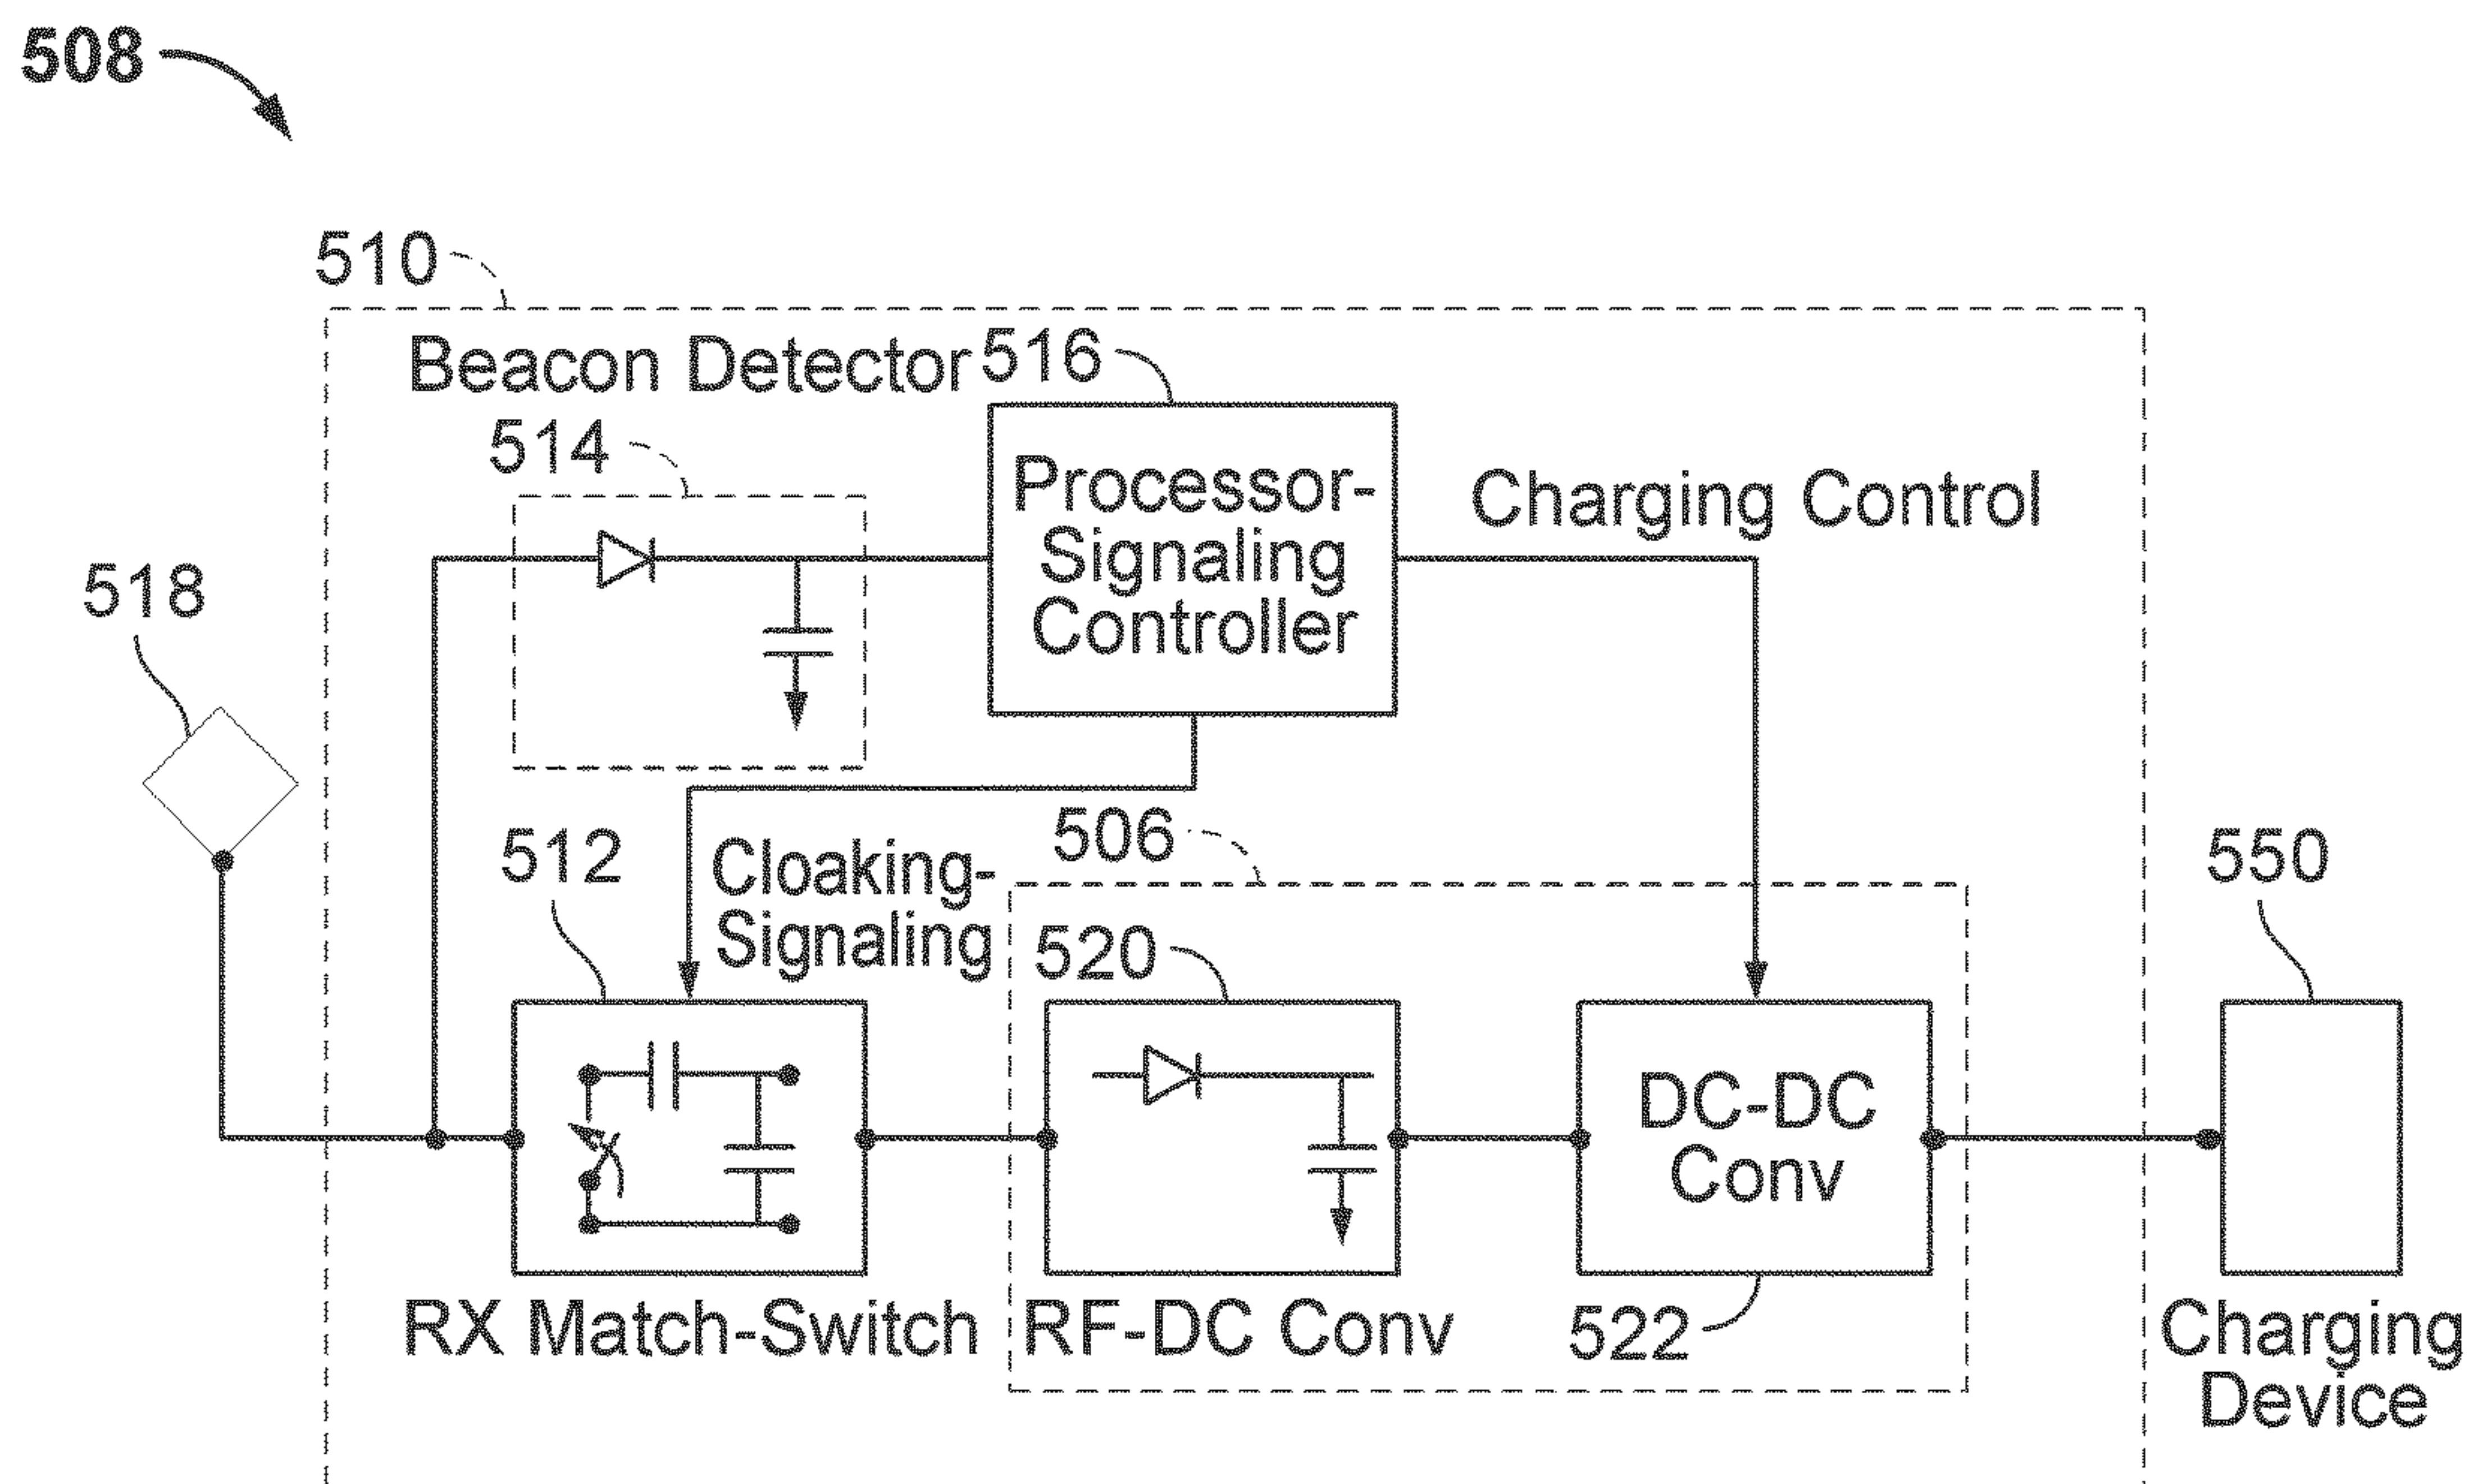 508
510
Beacon Detector
516
514
Processor-
Signaling
Controller
Charging Control
518
512
Cloaking-
Signaling
506
520
550
DC-DC
Conv
RX Match-Switch
RF-DC Conv
522
Charging
Device